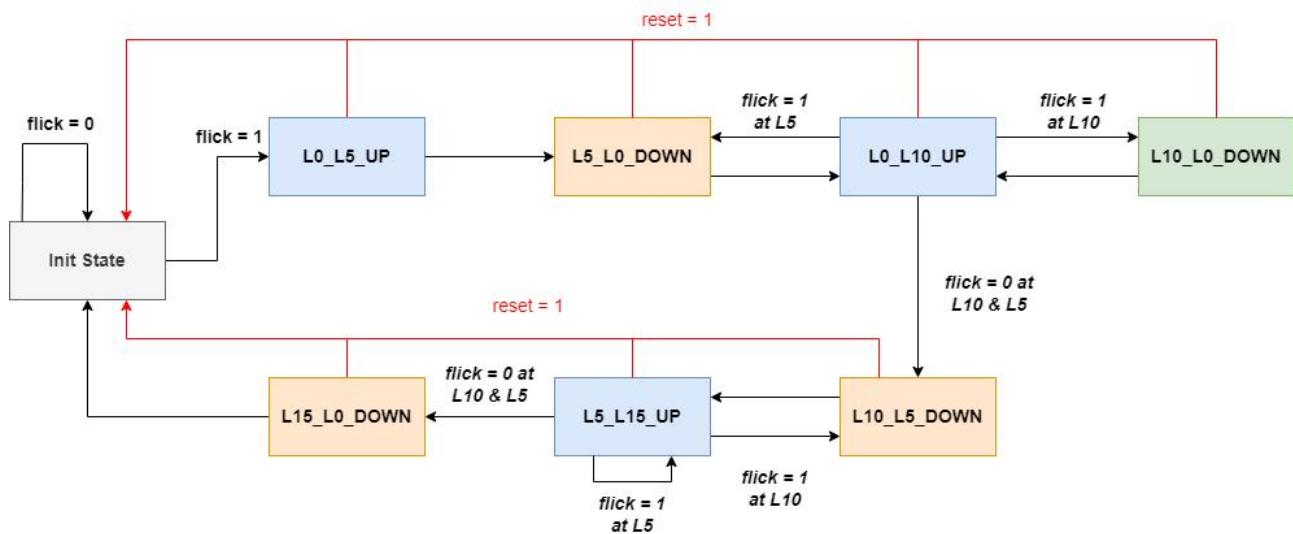 reset = 1
flick = 0
flick = 1
L0_L5_UP
L5_L0_DOWN
flick = 1
at L5
L0_L10_UP
flick = 1
at L10
L10_L0_DOWN
Init State
flick = 0 at
L10 & L5
reset = 1
L15_L0_DOWN
flick = 0 at
L10 & L5
L5_L15_UP
L10_L5_DOWN
flick = 1
at L5
flick = 1
at L10